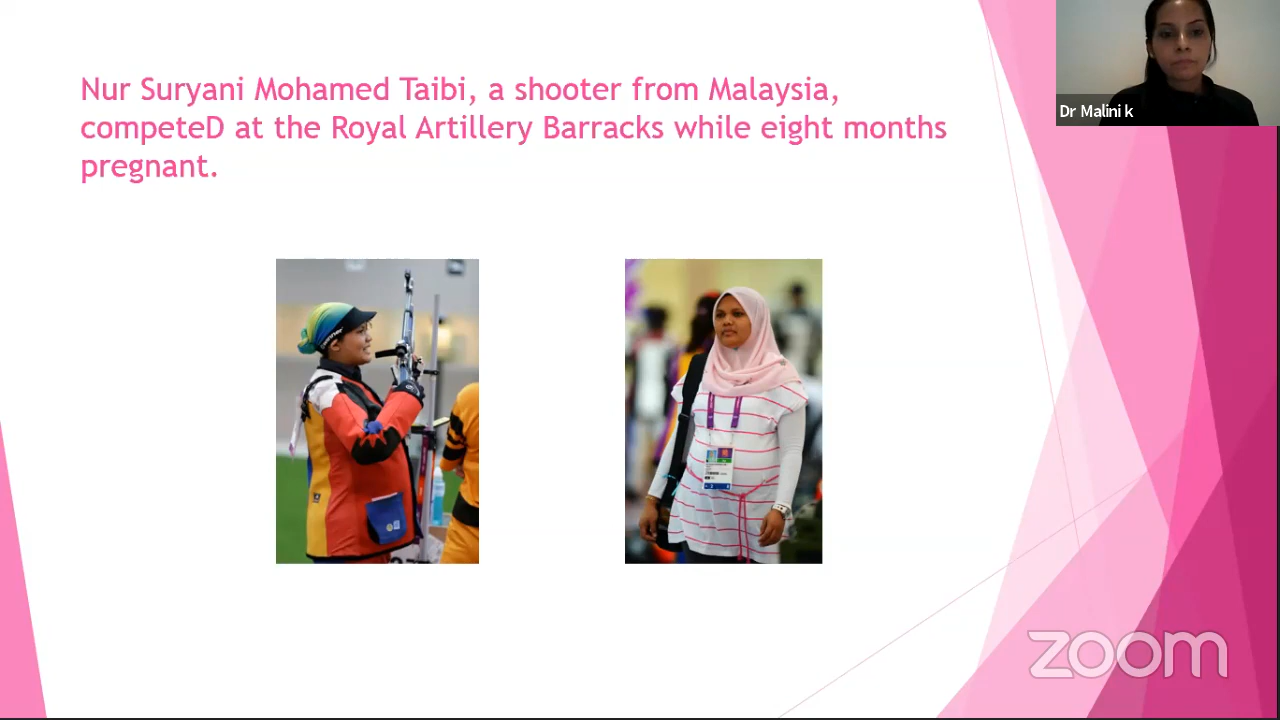 Nur Suryani Mohamed Taibi, a shooter from Malaysia,
competeD at the Royal Artillery Barracks while eight months
pregnant.
Dr Malini k
zoom